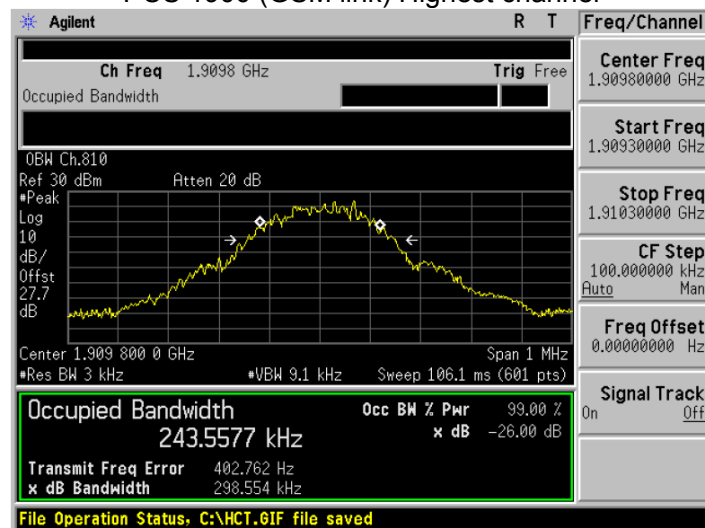 PCS 1900 (GSM link) Highest channel
Agilent R T Freq/Channel
Ch Freq 1.9098 GHz Trig Free
Occupied Bandwidth
Center Freq
1.90980000 GHz
Start Freq
1.90930000 GHz
Stop Freq
1.91030000 GHz
CF Step
100.000000 kHz
Auto Man
Freq Offset
0.00000000 Hz
Signal Track
On Off
OBW Ch.810
Ref 30 dBm Atten 20 dB
#Peak
Log
10
dB/
Offst
27.7
dB
Center 1.909 800 0 GHz Span 1 MHz
#Res BW 3 kHz #VBW 9.1 kHz Sweep 106.1 ms (601 pts)
Occupied Bandwidth
243.5577 kHz
Occ BW % Pwr 99.00 %
x dB -26.00 dB
Transmit Freq Error 402.762 Hz
x dB Bandwidth 298.554 kHz
File Operation Status, C:\HCT.GIF file saved